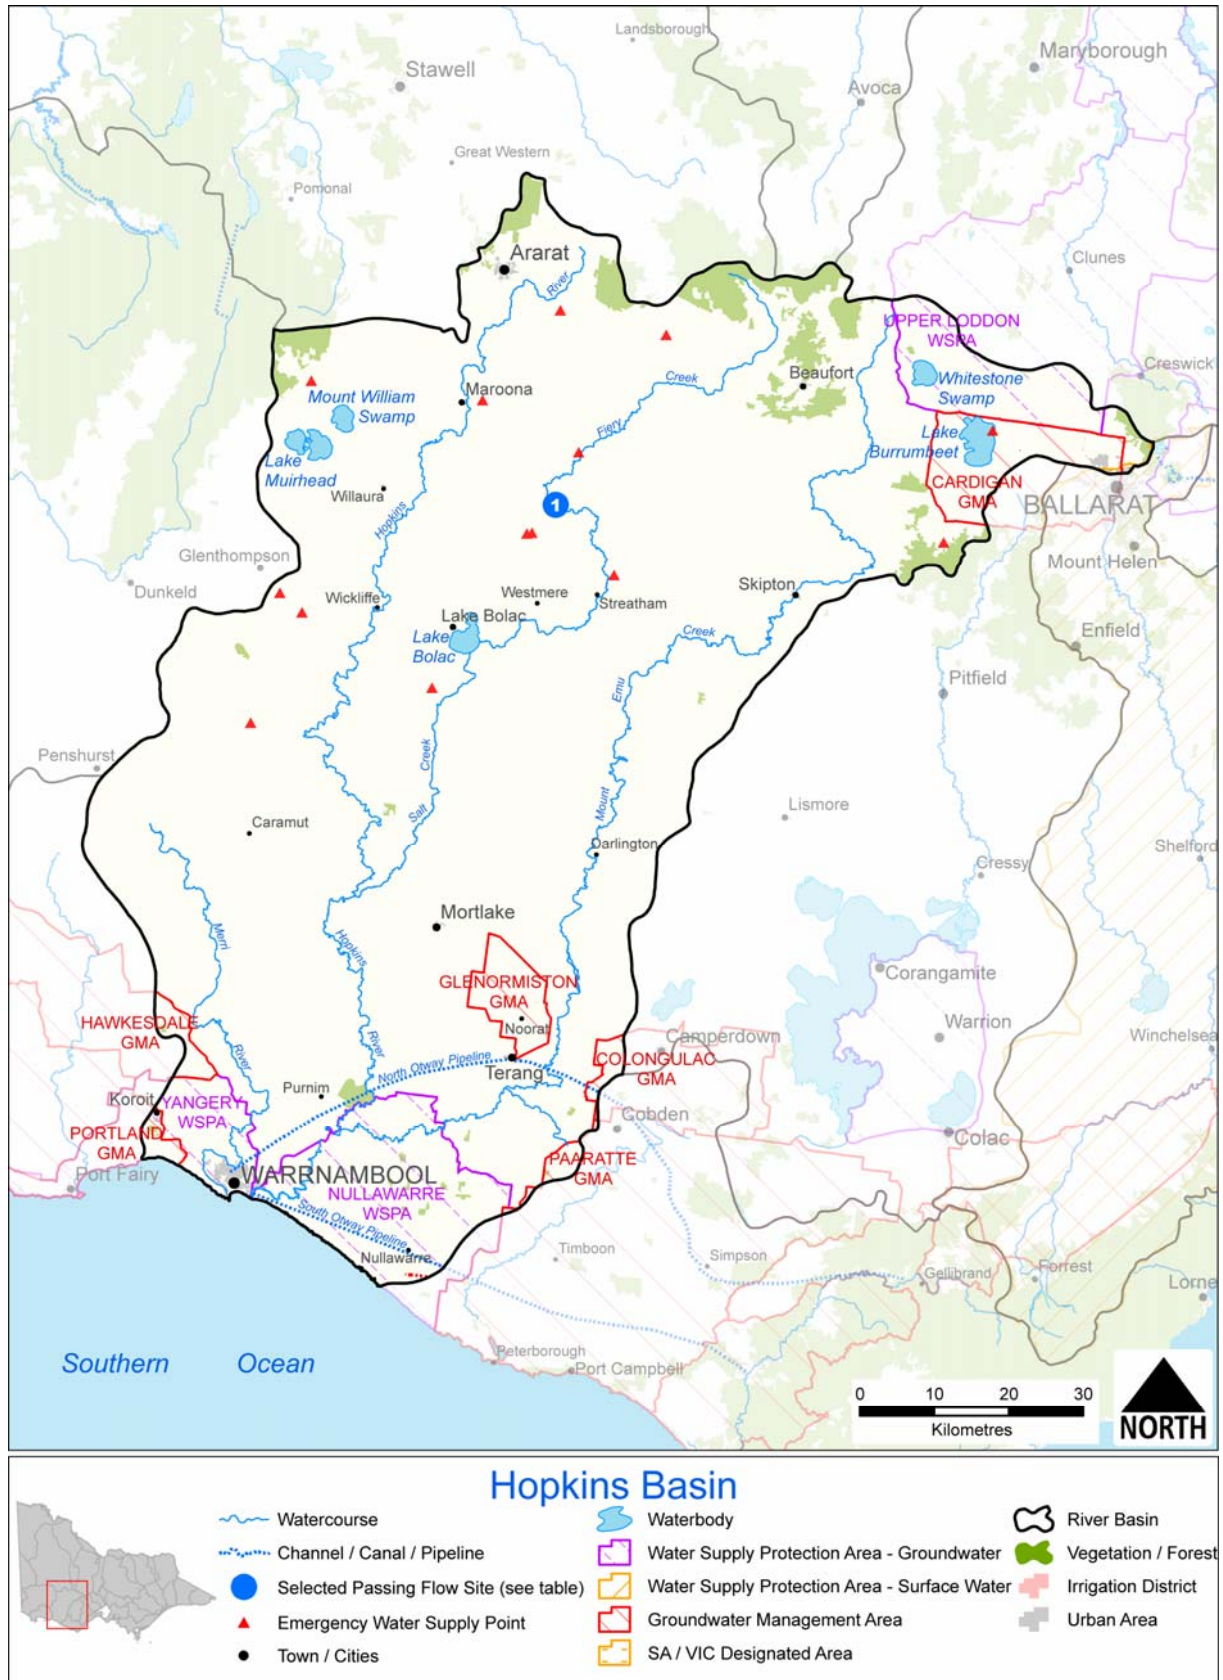 Landsborough
Maryborough
Stawell
Avoca
Great Western
Pomonal
Ararat
River
Clunes
UPPER LODDON
WSPA
Creswick
Beaufort
Creek
Whitestone
Swamp
Maroona
Mount William
Swamp
Fiery
Lake
Burrumbeet
Lake
Muirhead
CARDIGAN
GMA
Willaura
1
BALLARAT
Hopkins
Glenthompson
Mount Helen
Dunkeld
Wickliffe
Westmere
Streatham
Skipton
Lake Bolac
Lake
Bolac
Creek
Enfield
Emu
Pitfield
Penshurst
Creek
Salt
Mount
Lismore
Caramut
Darlington
Shelford
Cressy
Mortlake
Merri
Hopkins
Corangamite
GLENORMISTON
GMA
Noorat
HAWKESDALE
GMA
River
River
Warrion
Winchelsea
Camperdown
North Otway Pipeline
Terang
COLONGULAC
GMA
Purnim
Koroit
YANGERY
WSPA
Cobden
Colac
PORTLAND
GMA
PAARATTE
GMA
Port Fairy
WARRNAMBOOL
NULLAWARRE
WSPA
South Otway Pipeline
Nullawarre
Timboon
Simpson
Gellibrand
Forrest
Lorne
Peterborough
Port Campbell
Southern Ocean
0 10 20 30
Kilometres
NORTH
Hopkins Basin
Watercourse
Channel / Canal / Pipeline
Selected Passing Flow Site (see table)
Emergency Water Supply Point
Town / Cities
Waterbody
Water Supply Protection Area - Groundwater
Water Supply Protection Area - Surface Water
Groundwater Management Area
SA / VIC Designated Area
River Basin
Vegetation / Forest
Irrigation District
Urban Area